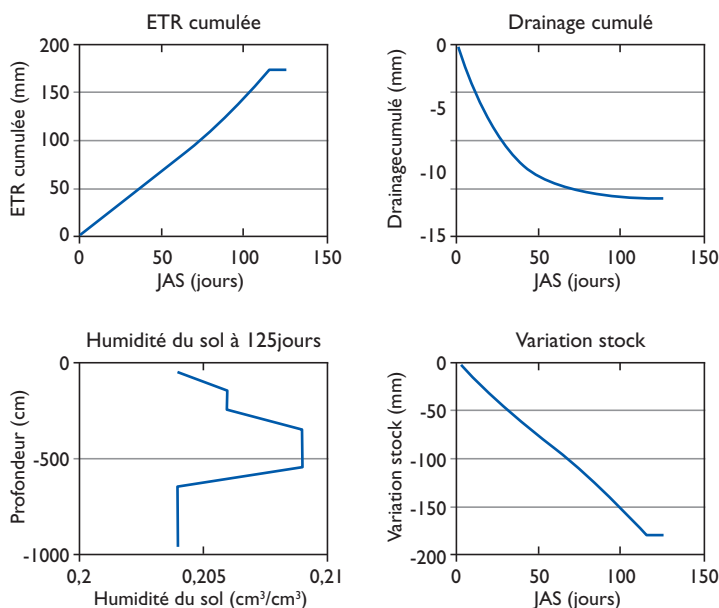 ETR cumulée
200
150
100
50
0
ETR cumulée (mm)
0 50 100 150
JAS (jours)
Drainage cumulé
0
-5
-10
-15
Drainagecumulé (mm)
0 50 100 150
JAS (jours)
Humidité du sol à 125jours
0
-500
-1000
Profondeur (cm)
0,2 0,205 0,21
Humidité du sol (cm³/cm³)
Variation stock
0
-50
-100
-150
-200
Variation stock (mm)
0 50 100 150
JAS (jours)